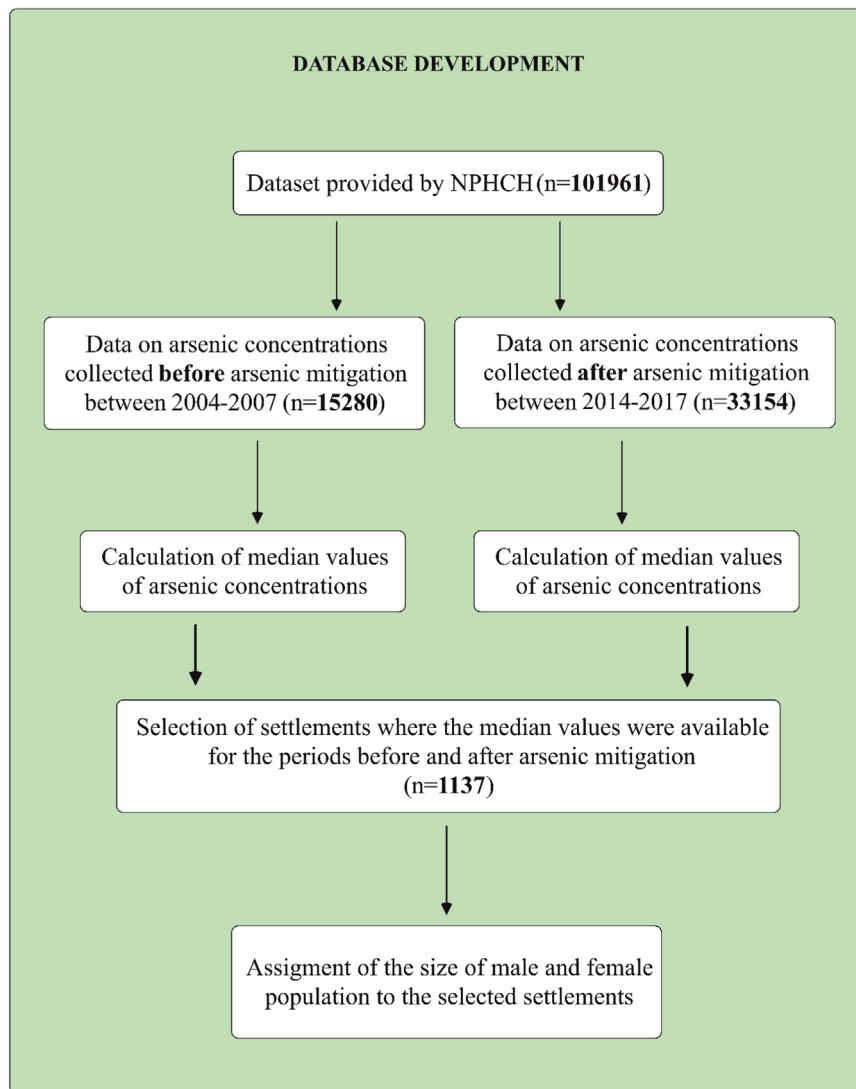 DATABASE DEVELOPMENT
Dataset provided by NPHCH (n=101961)
Data on arsenic concentrations
collected before arsenic mitigation
between 2004-2007 (n=15280)
Data on arsenic concentrations
collected after arsenic mitigation
between 2014-2017 (n=33154)
Calculation of median values
of arsenic concentrations
Calculation of median values
of arsenic concentrations
Selection of settlements where the median values were available
for the periods before and after arsenic mitigation
(n=1137)
Assigment of the size of male and female
population to the selected settlements